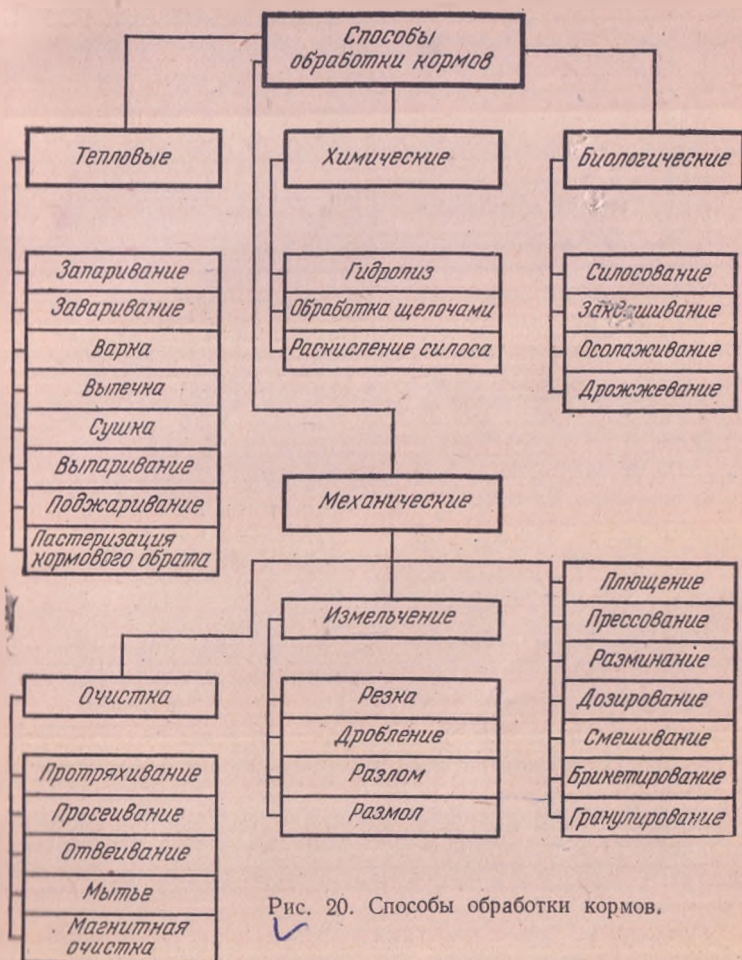 Способы
обработки кормов
Тепловые
Химические
Биологические
Запаривание
Заваривание
Варка
Выпечка
Сушка
Выпаривание
Поджаривание
Пастеризация
кормового обрата
Гидролиз
Обработка щелочами
Раскисление силоса
Силосование
Осолаживание
Дрожжевание
Механические
Очистка
Протряхивание
Просеивание
Отвеивание
Мытье
Магнитная
очистка
Измельчение
Резка
Дробление
Разлом
Размол
Плющение
Прессование
Разминание
Дозирование
Смешивание
Брикетирование
Гранулирование
Рис. 20. Способы обработки кормов.